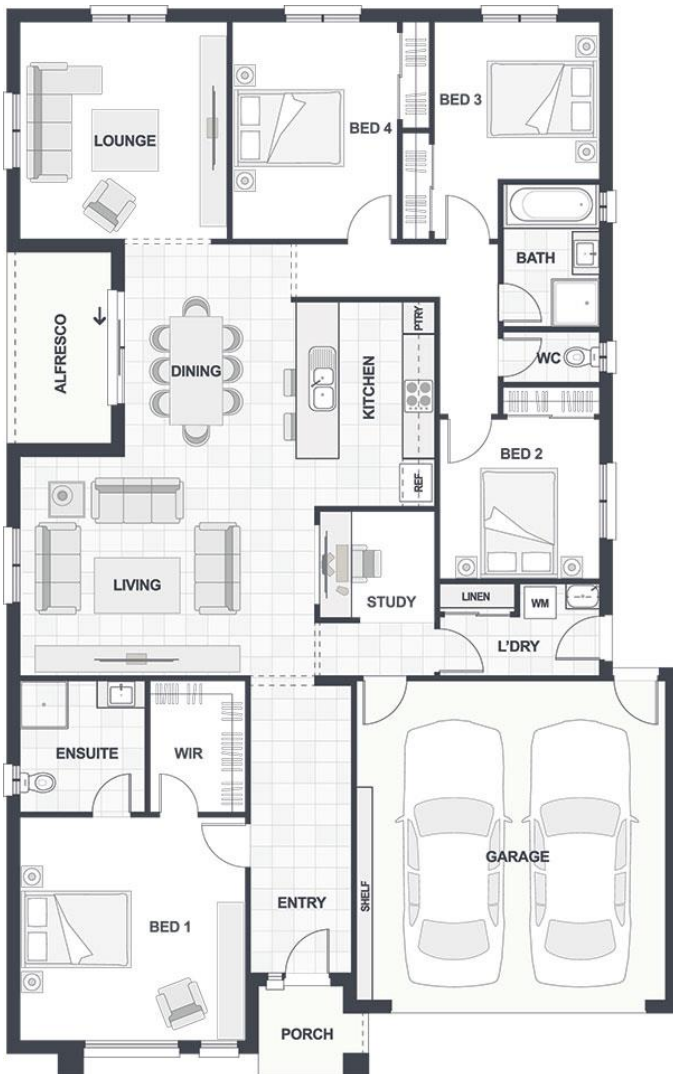 LOUNGE
BED 4
BED 3
BATH
ALFRESCO
DINING
KITCHEN
PTRY
WC
BED 2
REF
LIVING
STUDY
LINEN
WM
L'DRY
ENSUITE
WIR
GARAGE
SHELF
ENTRY
BED 1
PORCH